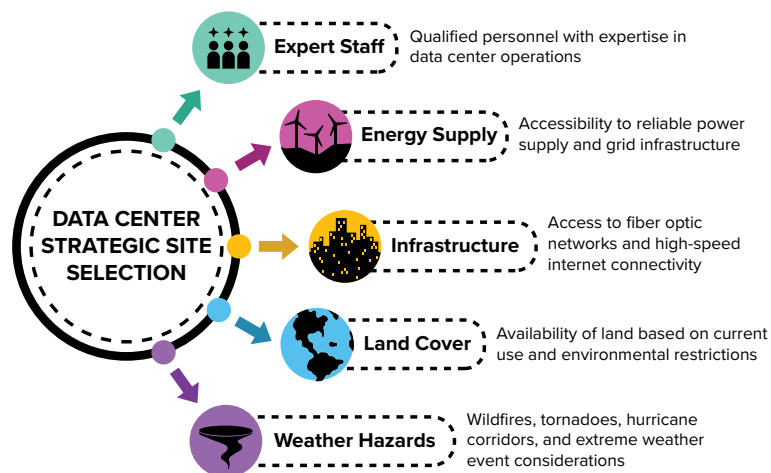 Expert Staff
Qualified personnel with expertise in
data center operations
Energy Supply
Accessibility to reliable power
supply and grid infrastructure
DATA CENTER
STRATEGIC SITE
SELECTION
Infrastructure
Access to fiber optic
networks and high-speed
internet connectivity
Land Cover
Availability of land based on current
use and environmental restrictions
Weather Hazards
Wildfires, tornadoes, hurricane
corridors, and extreme weather
event considerations